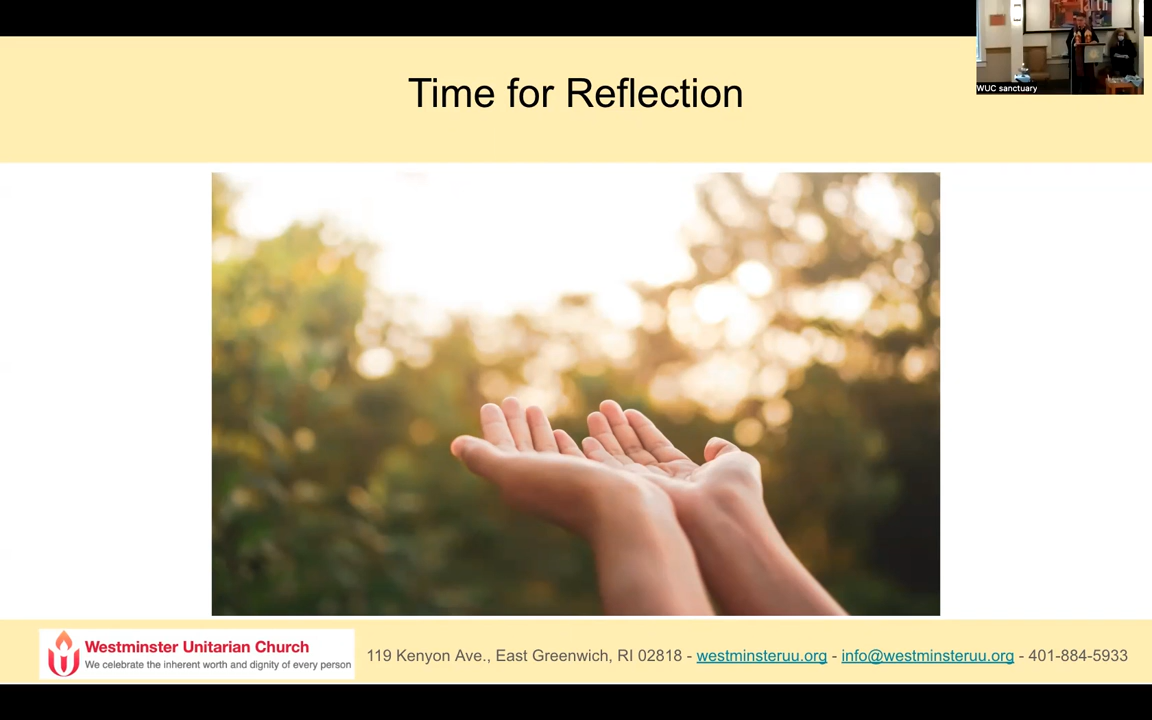 Time for Reflection
WUC sanctuary
Westminster Unitarian Church
We celebrate the inherent worth and dignity of every person
119 Kenyon Ave., East Greenwich, RI 02818 - westminsteruu.org - info@westminsteruu.org - 401-884-5933